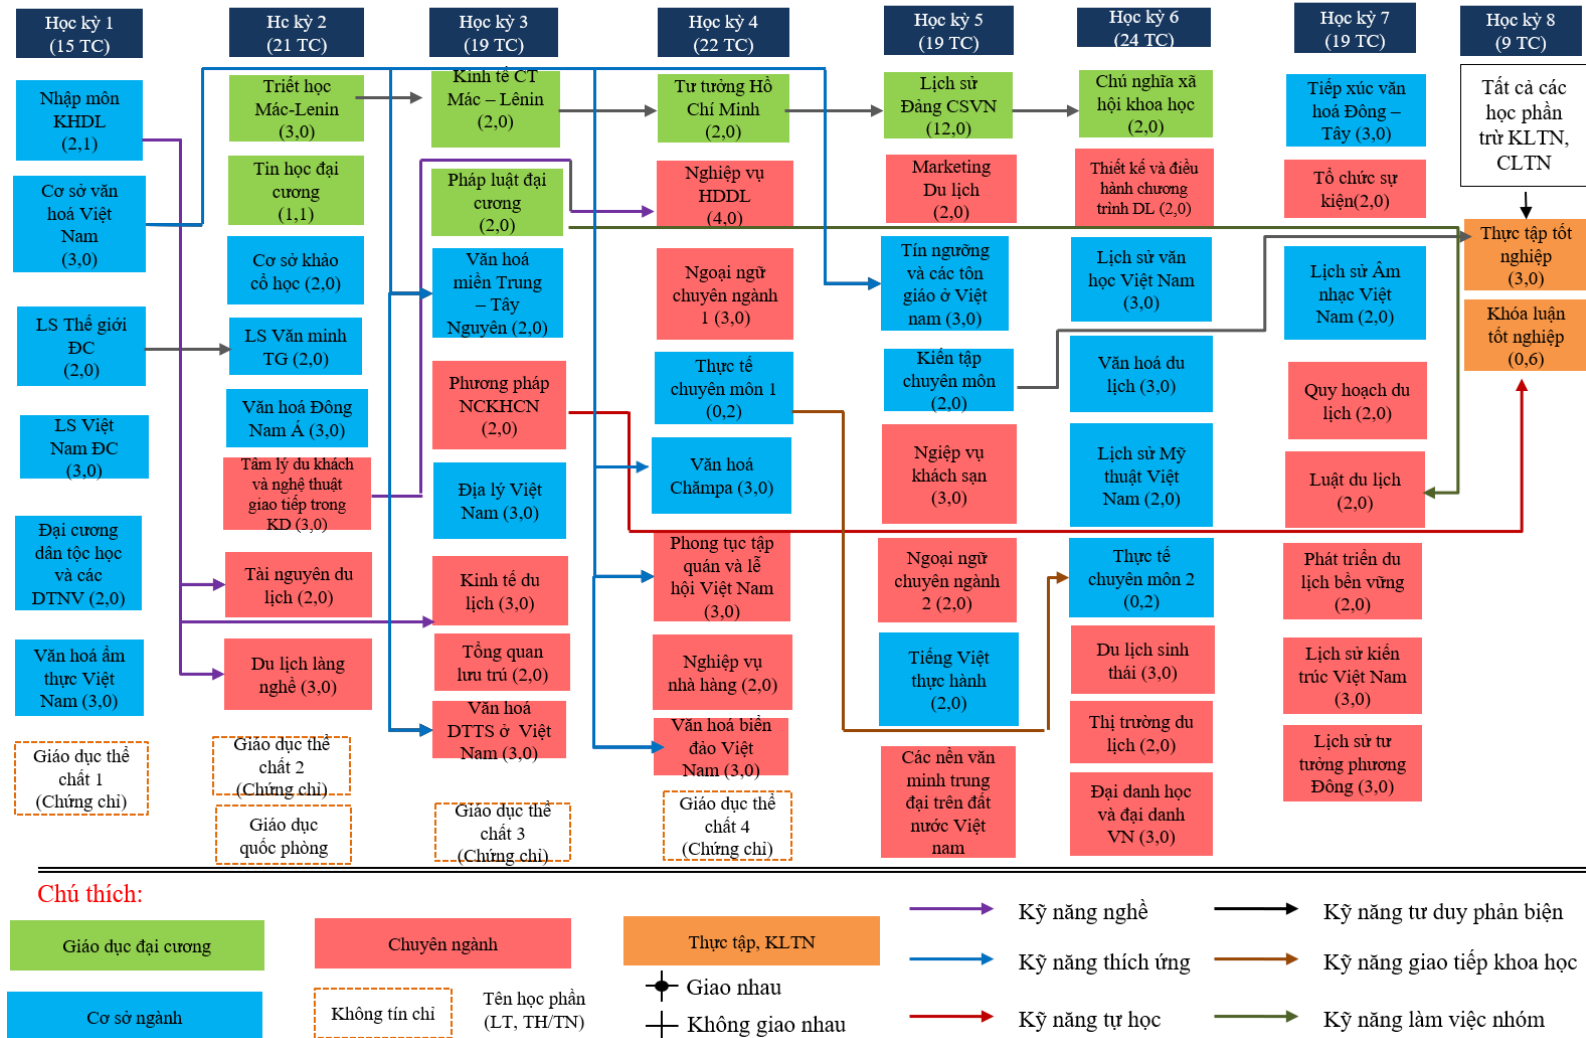 Học kỳ 1
(15 TC)
Hc kỳ 2
(21 TC)
Học kỳ 3
(19 TC)
Học kỳ 4
(22 TC)
Học kỳ 5
(19 TC)
Học kỳ 6
(24 TC)
Học kỳ 7
(19 TC)
Học kỳ 8
(9 TC)
Nhập môn
KHDL
(2,1)
Cơ sở văn
hoá Việt
Nam
(3,0)
LS Thế giới
ĐC
(2,0)
LS Việt
Nam ĐC
(3,0)
Đại cương
dân tộc học
và các
DTNV (2,0)
Văn hoá ẩm
thực Việt
Nam (3,0)
Giáo dục thể
chất 1
(Chứng chỉ)
Triết học
Mác-Lenin
(3,0)
Tin học đại
cương
(1,1)
Cơ sở khảo
cổ học (2,0)
LS Văn minh
TG (2,0)
Văn hoá Đông
Nam Á (3,0)
Tâm lý du khách
và nghệ thuật
giao tiếp trong
KD (3,0)
Tài nguyên du
lịch (2,0)
Du lịch làng
nghề (3,0)
Giáo dục thể
chất 2
(Chứng chỉ)
Giáo dục
quốc phòng
Kinh tế CT
Mác – Lênin
(2,0)
Pháp luật đại
cương
(2,0)
Văn hoá
miền Trung
– Tây
Nguyên (2,0)
Phương pháp
NCKHCN
(2,0)
Địa lý Việt
Nam (3,0)
Kinh tế du
lịch (3,0)
Tổng quan
lưu trú (2,0)
Văn hoá
DTTS ở Việt
Nam (3,0)
Giáo dục thể
chất 3
(Chứng chỉ)
Tư tưởng Hồ
Chí Minh
(2,0)
Nghiệp vụ
HDDL
(4,0)
Ngoại ngữ
chuyên ngành
1 (3,0)
Thực tế
chuyên môn 1
(0,2)
Văn hoá
Chămpa (3,0)
Phong tục tập
quán và lễ
hội Việt Nam
(3,0)
Nghiệp vụ
nhà hàng (2,0)
Văn hoá biển
đảo Việt
Nam (3,0)
Giáo dục thể
chất 4
(Chứng chỉ)
Lịch sử
Đảng CSVN
(12,0)
Marketing
Du lịch
(2,0)
Tín ngưỡng
và các tôn
giáo ở Việt
nam (3,0)
Kiến tập
chuyên môn
(2,0)
Ngiệp vụ
khách sạn
(3,0)
Ngoại ngữ
chuyên ngành
2 (2,0)
Tiếng Việt
thực hành
(2,0)
Các nền văn
minh trung
đại trên đất
nước Việt
nam
Chú nghĩa xã
hội khoa học
(2,0)
Thiết kế và điều
hành chương
trình DL (2,0)
Lịch sử văn
học Việt Nam
(3,0)
Văn hoá du
lịch (3,0)
Lịch sử Mỹ
thuật Việt
Nam (2,0)
Thực tế
chuyên môn 2
(0,2)
Du lịch sinh
thái (3,0)
Thị trường du
lịch (2,0)
Đại danh học
và đại danh
VN (3,0)
Tiếp xúc văn
hoá Đông –
Tây (3,0)
Tổ chức sự
kiện(2,0)
Lịch sử Âm
nhạc Việt
Nam (2,0)
Quy hoạch du
lịch (2,0)
Luật du lịch
(2,0)
Phát triển du
lịch bền vững
(2,0)
Lịch sử kiến
trúc Việt Nam
(3,0)
Lịch sử tư
tưởng phương
Đông (3,0)
Tất cả các
học phần
trừ KLTN,
CLTN
Thực tập tốt
nghiệp
(3,0)
Khóa luận
tốt nghiệp
(0,6)
Chú thích:
Giáo dục đại cương
Chuyên ngành
Thực tập, KLTN
Cơ sở ngành
Không tín chỉ
Tên học phần
(LT, TH/TN)
Giao nhau
Không giao nhau
Kỹ năng nghề
Kỹ năng thích ứng
Kỹ năng tự học
Kỹ năng tư duy phản biện
Kỹ năng giao tiếp khoa học
Kỹ năng làm việc nhóm